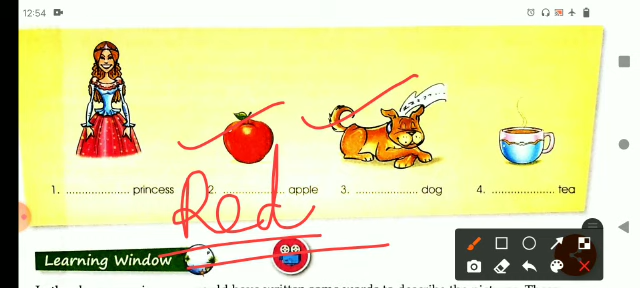 12:54
1. .................. princess 2. .................. apple 3. .................. dog 4. .................. tea
Red
Learning Window